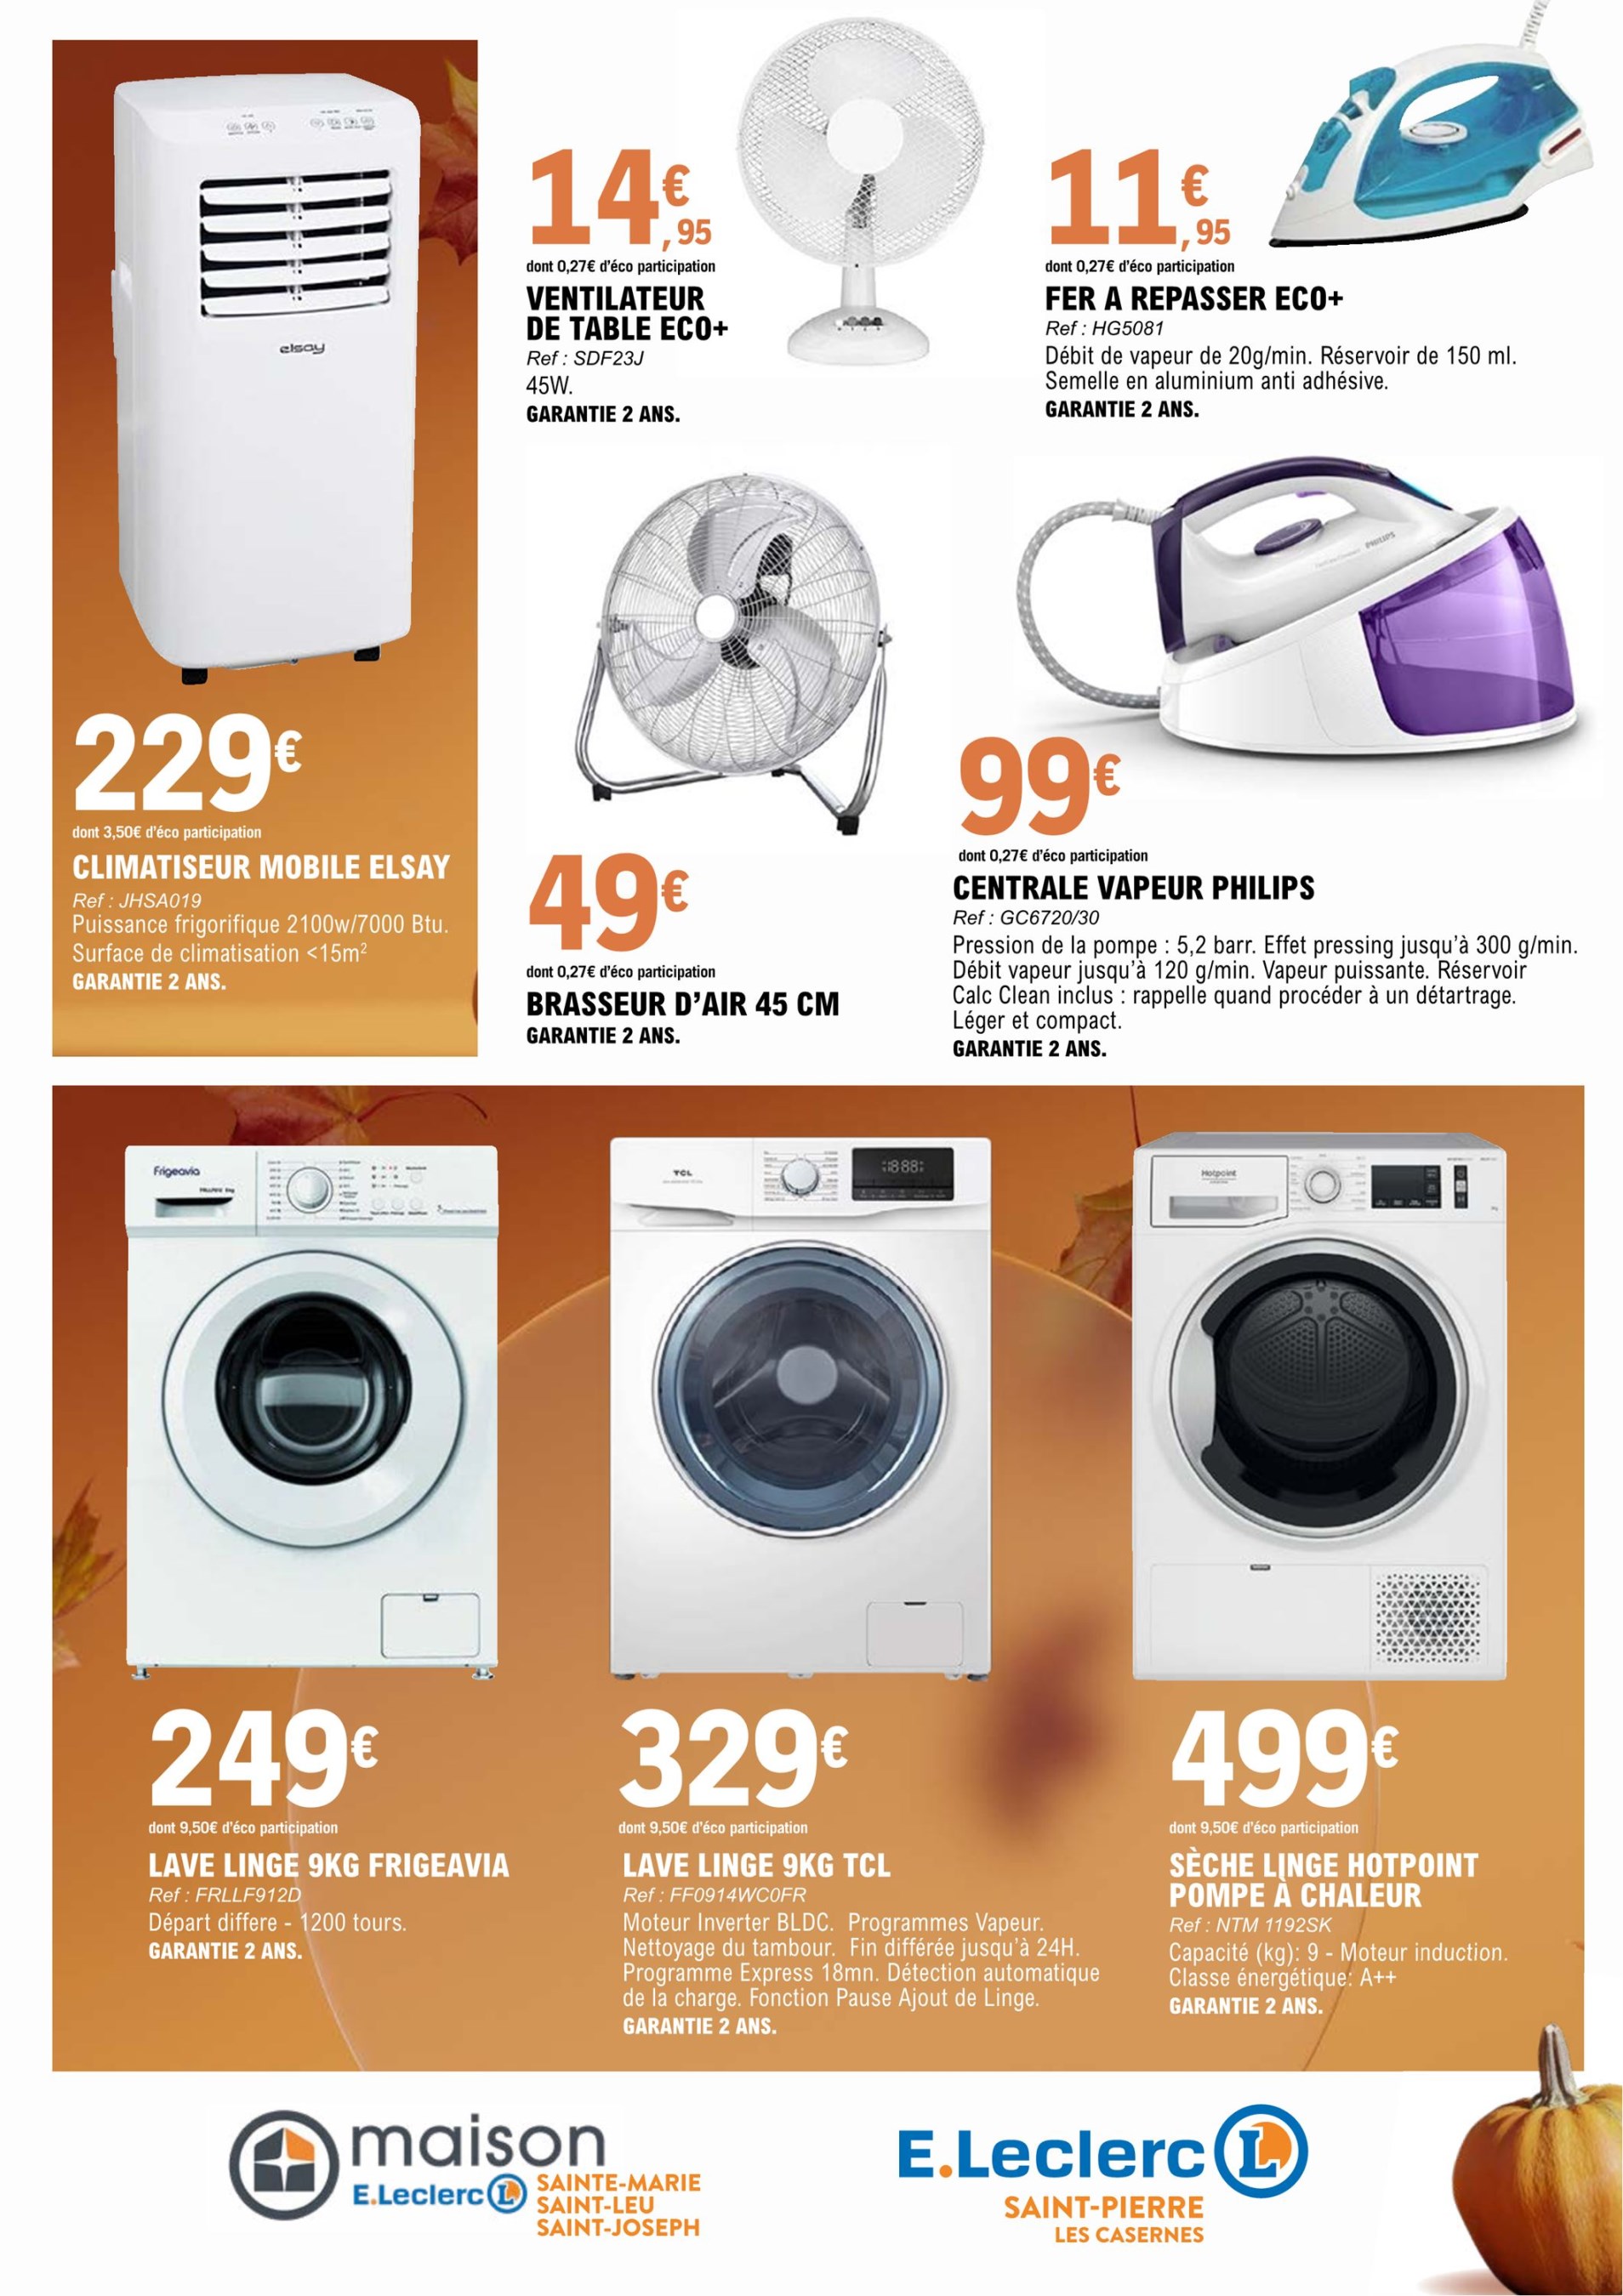 elsay
229€
dont 3,50€ d'éco participation
CLIMATISEUR MOBILE ELSAY
Ref : JHSA019
Puissance frigorifique 2100w/7000 Btu.
Surface de climatisation <15m²
GARANTIE 2 ANS.
14€,95
dont 0,27€ d'éco participation
VENTILATEUR
DE TABLE ECO+
Ref : SDF23J
45W.
GARANTIE 2 ANS.
11€,95
dont 0,27€ d'éco participation
FER A REPASSER ECO+
Ref : HG5081
Débit de vapeur de 20g/min. Réservoir de 150 ml.
Semelle en aluminium anti adhésive.
GARANTIE 2 ANS.
49€
dont 0,27€ d'éco participation
BRASSEUR D'AIR 45 CM
GARANTIE 2 ANS.
PHILIPS
99€
dont 0,27€ d'éco participation
CENTRALE VAPEUR PHILIPS
Ref : GC6720/30
Pression de la pompe : 5,2 barr. Effet pressing jusqu'à 300 g/min.
Débit vapeur jusqu'à 120 g/min. Vapeur puissante. Réservoir
Calc Clean inclus : rappelle quand procéder à un détartrage.
Léger et compact.
GARANTIE 2 ANS.
Frigeavia
249€
dont 9,50€ d'éco participation
LAVE LINGE 9KG FRIGEAVIA
Ref : FRLLF912D
Départ differe - 1200 tours.
GARANTIE 2 ANS.
TCL
18:88
329€
dont 9,50€ d'éco participation
LAVE LINGE 9KG TCL
Ref : FF0914WC0FR
Moteur Inverter BLDC. Programmes Vapeur.
Nettoyage du tambour. Fin différée jusqu'à 24H.
Programme Express 18mn. Détection automatique
de la charge. Fonction Pause Ajout de Linge.
GARANTIE 2 ANS.
Hotpoint
499€
dont 9,50€ d'éco participation
SÈCHE LINGE HOTPOINT
POMPE À CHALEUR
Ref : NTM 1192SK
Capacité (kg): 9 - Moteur induction.
Classe énergétique: A++
GARANTIE 2 ANS.
maison
E.Leclerc L
SAINTE-MARIE
SAINT-LEU
SAINT-JOSEPH
E.Leclerc L
SAINT-PIERRE
LES CASERNES